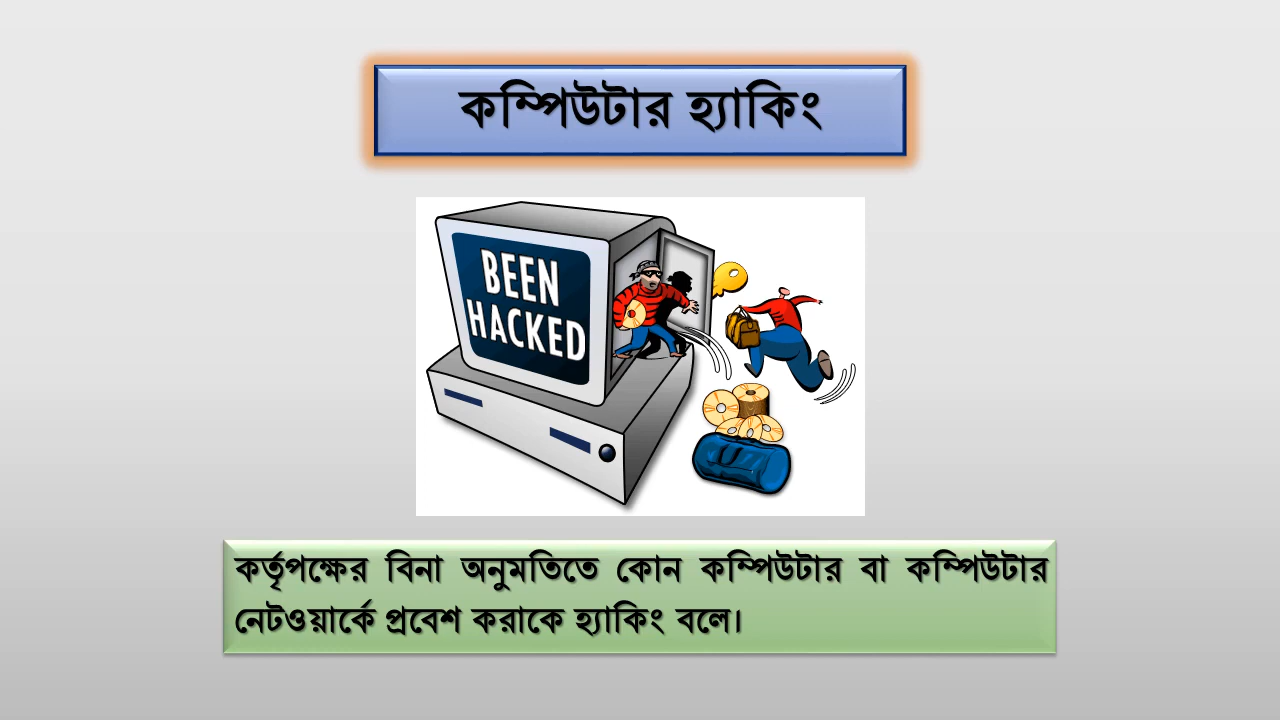 কম্পিউটার হ্যাকিং
BEEN
HACKED
কর্তৃপক্ষের বিনা অনুমতিতে কোন কম্পিউটার বা কম্পিউটার
নেটওয়ার্কে প্রবেশ করাকে হ্যাকিং বলে।